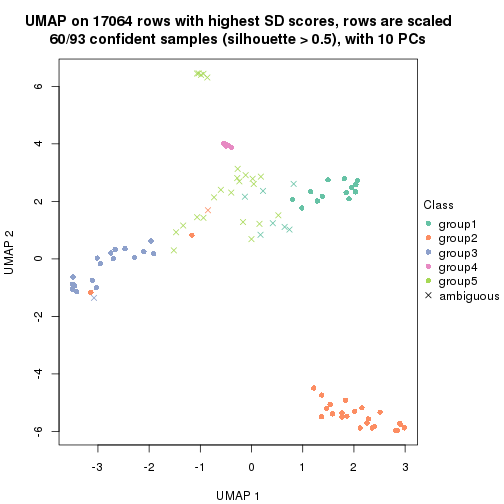 UMAP on 17064 rows with highest SD scores, rows are scaled
60/93 confident samples (silhouette > 0.5), with 10 PCs
6
4
2
0
-2
-4
-6
UMAP 2
-3
-2
-1
0
1
2
3
UMAP 1
Class
group1
group2
group3
group4
group5
ambiguous